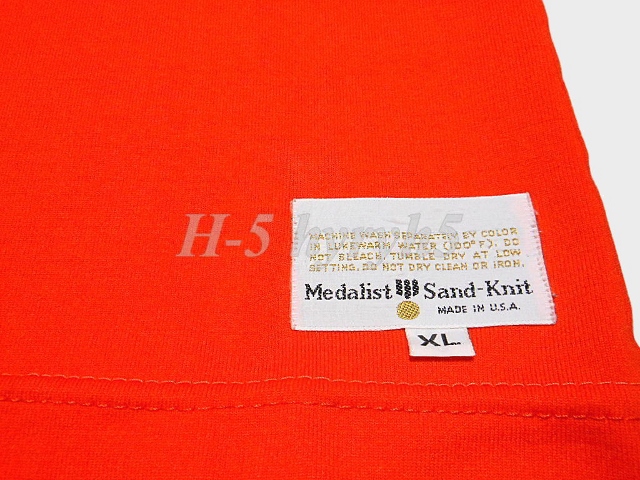 H-5
MACHINE WASH SEPARATELY BY COLOR
IN LUKEWARM WATER (100°F). DO
NOT BLEACH. TUMBLE DRY AT LOW
SETTING. DO NOT DRY CLEAN OR IRON.
Medalist Sand-Knit
MADE IN U.S.A.
XL